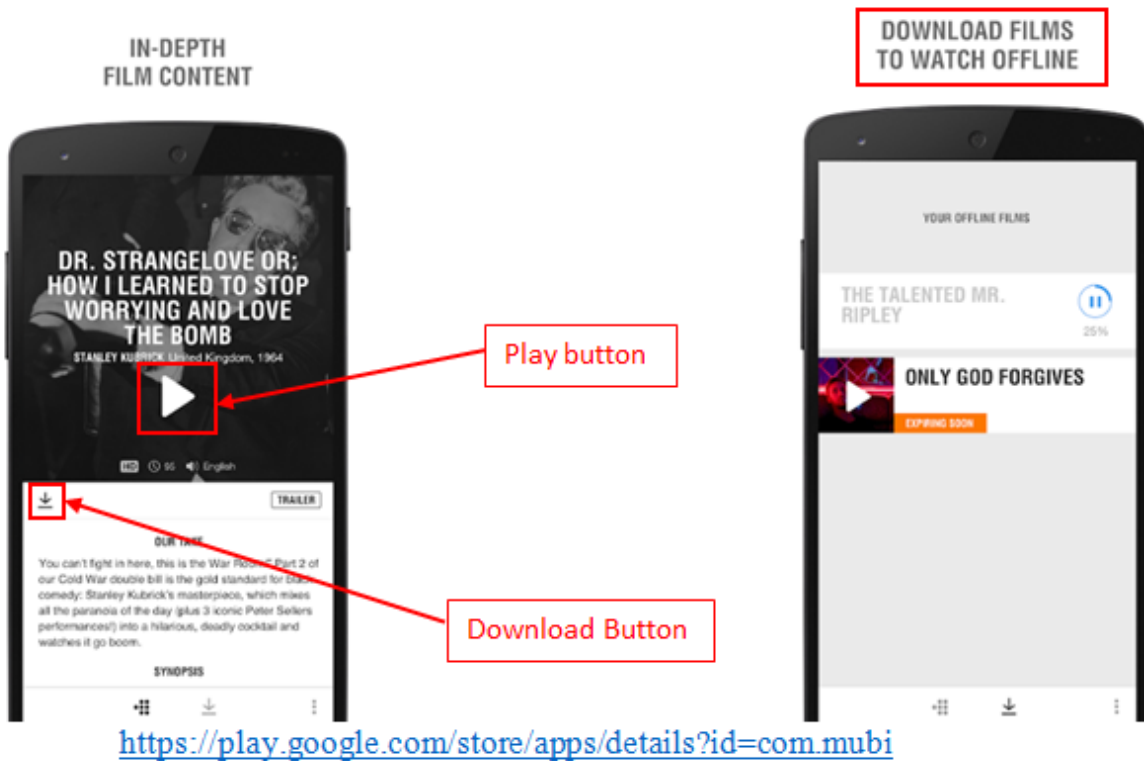 IN-DEPTH
FILM CONTENT
DR. STRANGELOVE OR;
HOW I LEARNED TO STOP
WORRYING AND LOVE
THE BOMB
STANLEY KUBRICK United Kingdom, 1964
HD 95 English
TRAILER
OUR TAKE
You can't fight in here, this is the War Room!" Part 2 of
our Cold War double bill is the gold standard for black
comedy: Stanley Kubrick's masterpiece, which mixes
all the paranoia of the day (plus 3 iconic Peter Sellers
performances!) into a hilarious, deadly cocktail and
watches it go boom.
SYNOPSIS
Play button
Download Button
DOWNLOAD FILMS
TO WATCH OFFLINE
YOUR OFFLINE FILMS
THE TALENTED MR.
RIPLEY
25%
ONLY GOD FORGIVES
EXPIRING SOON
https://play.google.com/store/apps/details?id=com.mubi